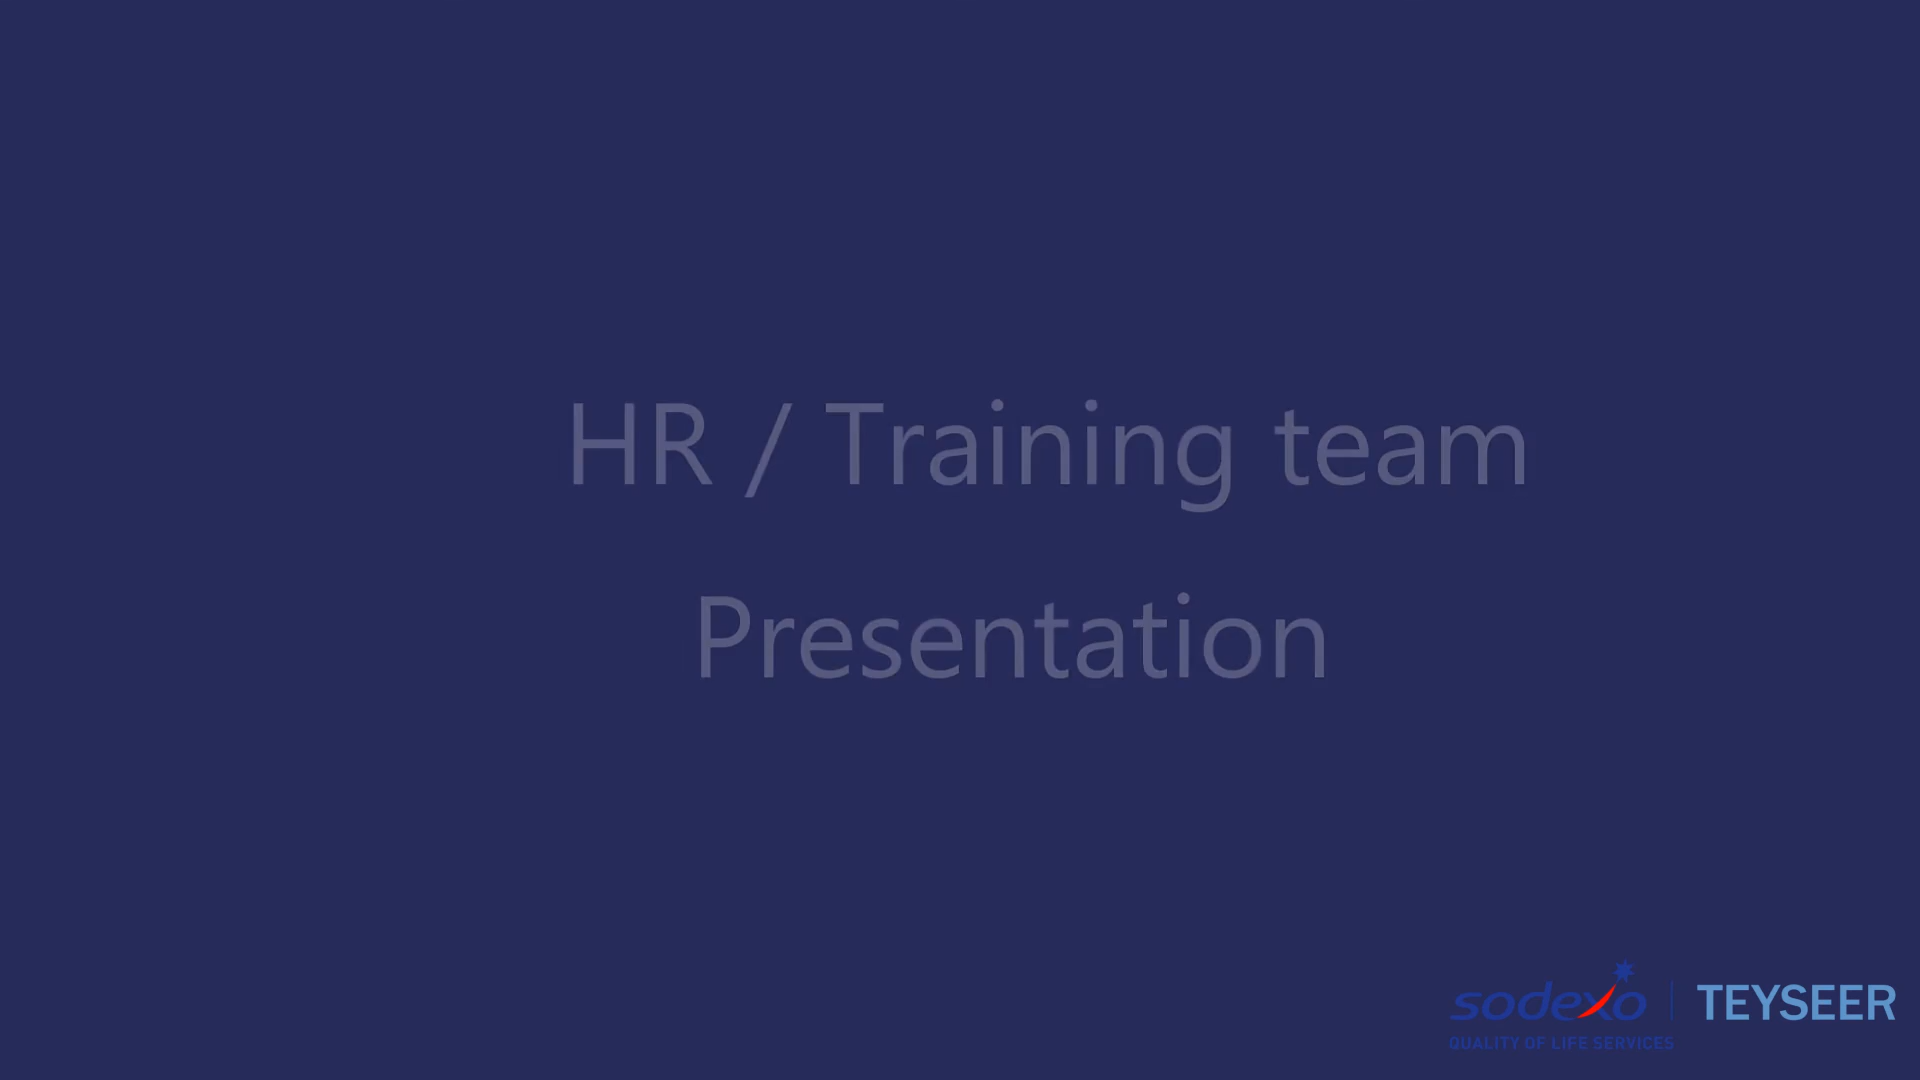 HR / Training team
Presentation
sodexo | TEYSEER
QUALITY OF LIFE SERVICES